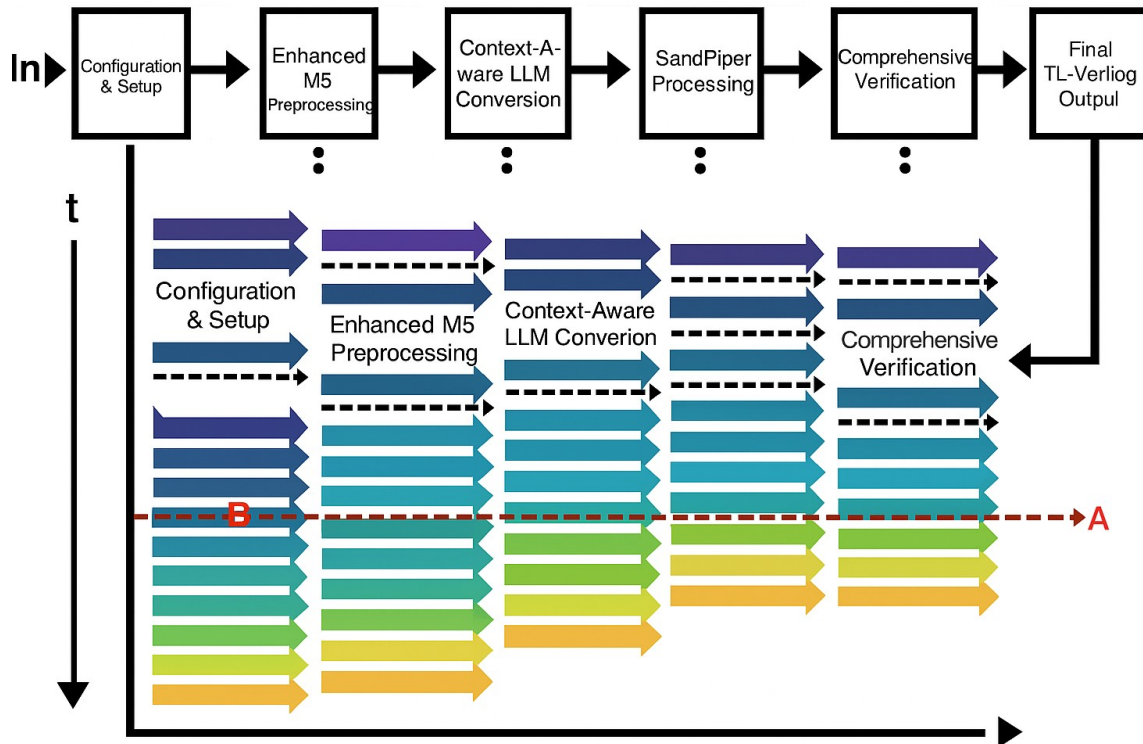 In
Configuration
& Setup
Enhanced
M5
Preprocessing
Context-A-
ware LLM
Conversion
SandPiper
Processing
Comprehensive
Verification
Final
TL-Verliog
Outpul
t
Configuration
& Setup
Enhanced M5
Preprocessing
Context-Aware
LLM Converion
Comprehensive
Verification
B
A